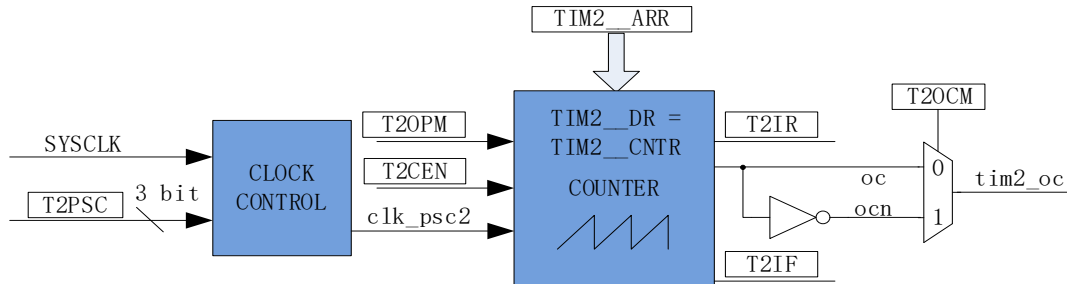 TIM2__ARR
T2OCM
TIM2__DR =
TIM2__CNTR
COUNTER
T2OPM
T2IR
SYSCLK
CLOCK
CONTROL
T2CEN
oc
0
tim2_oc
T2PSC
3 bit
clk_psc2
ocn
1
T2IF